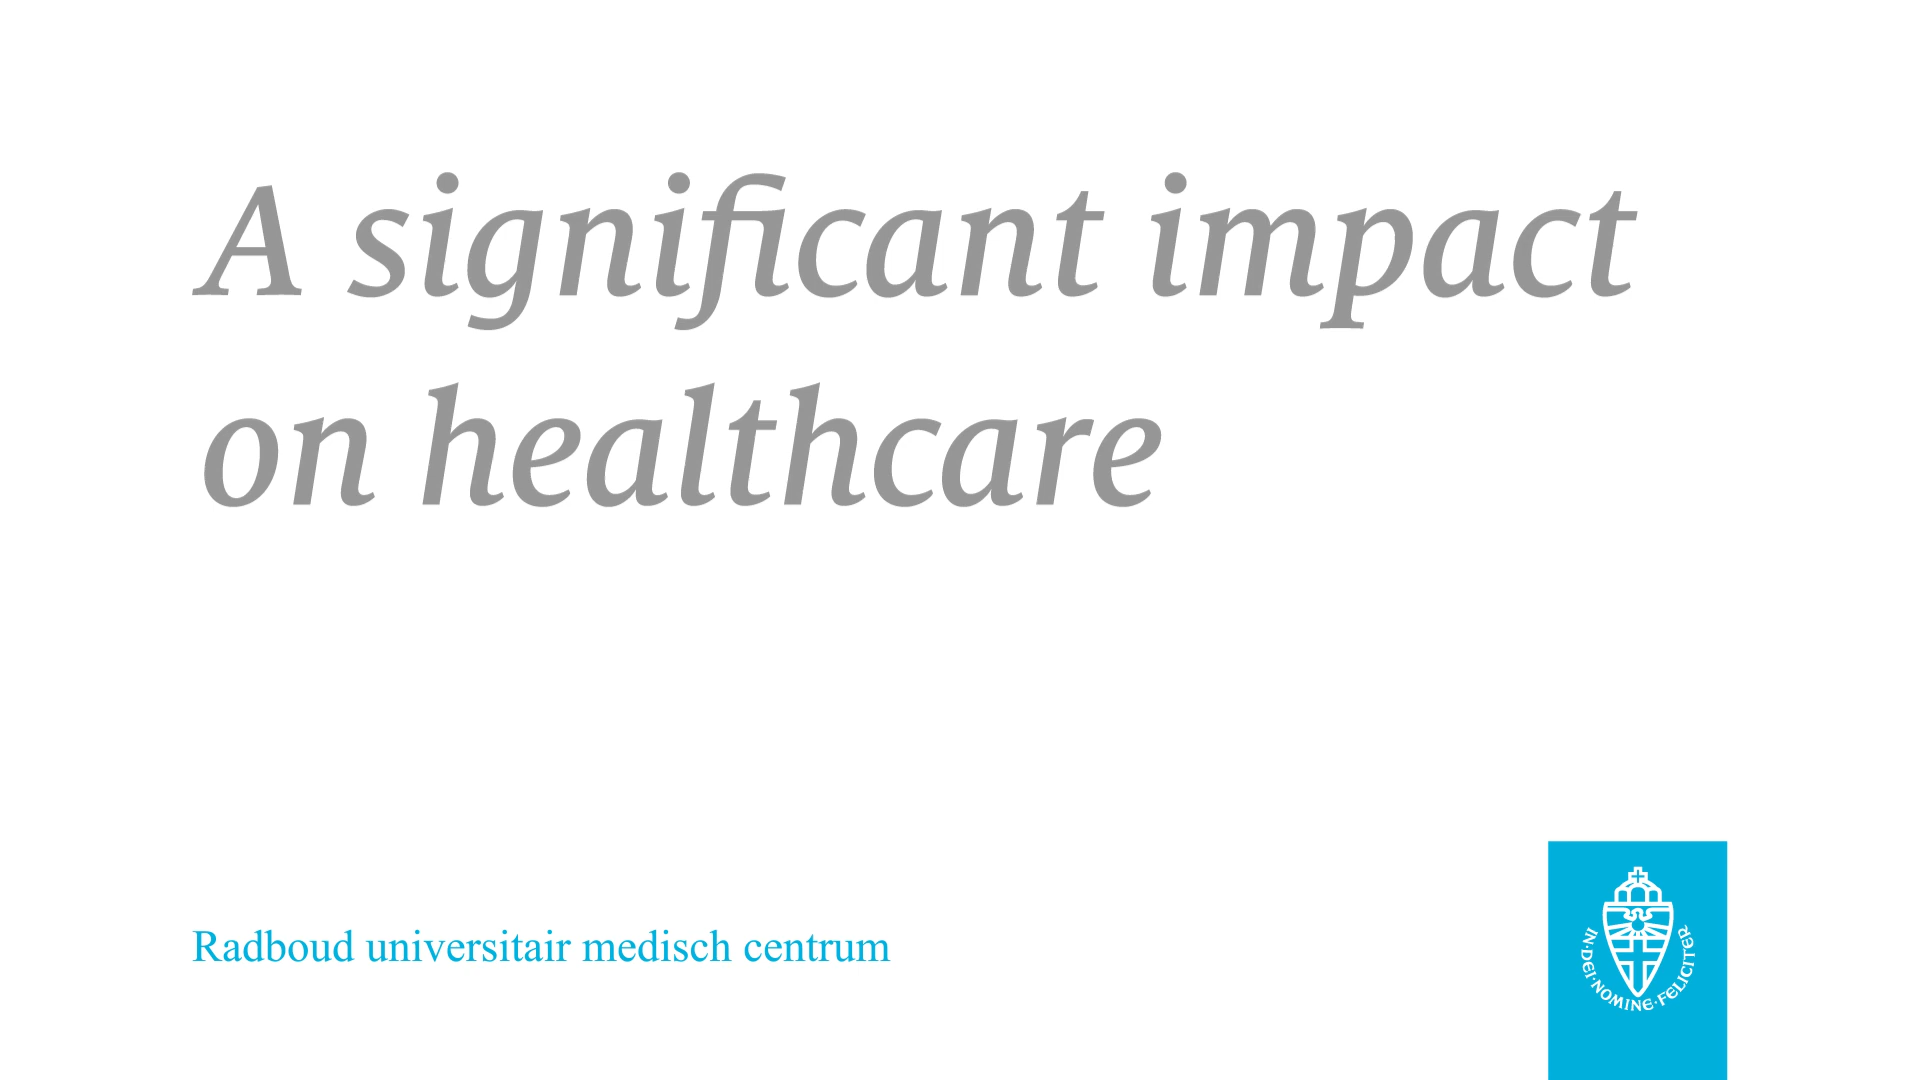 A significant impact
on healthcare
Radboud universitair medisch centrum
IN·DEI·NOMINE·FELICITER